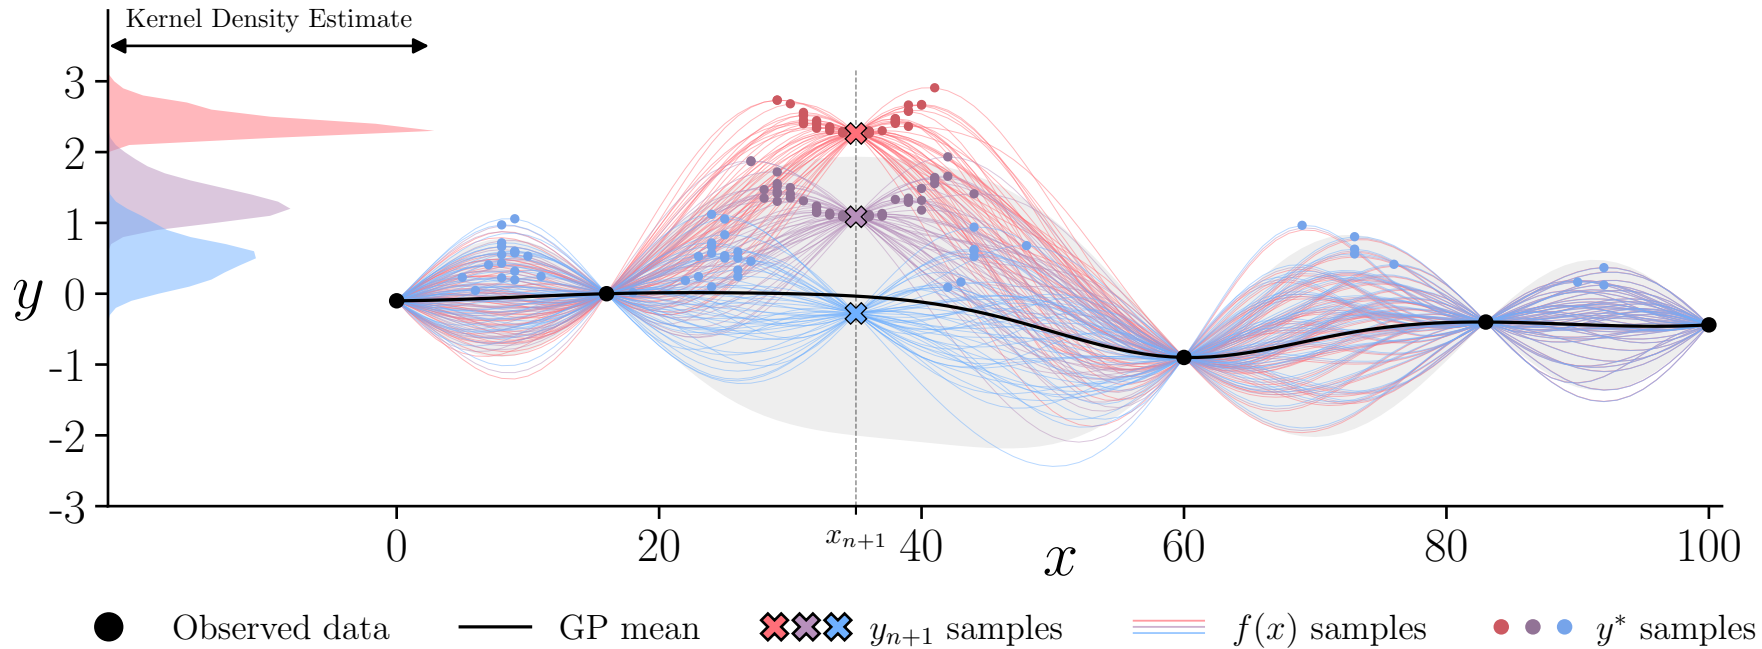 Kernel Density Estimate
3
2
1
0
-1
-2
-3
y
0 20 x_{n+1} 40 60 80 100
x
Observed data GP mean y_{n+1} samples f(x) samples y* samples